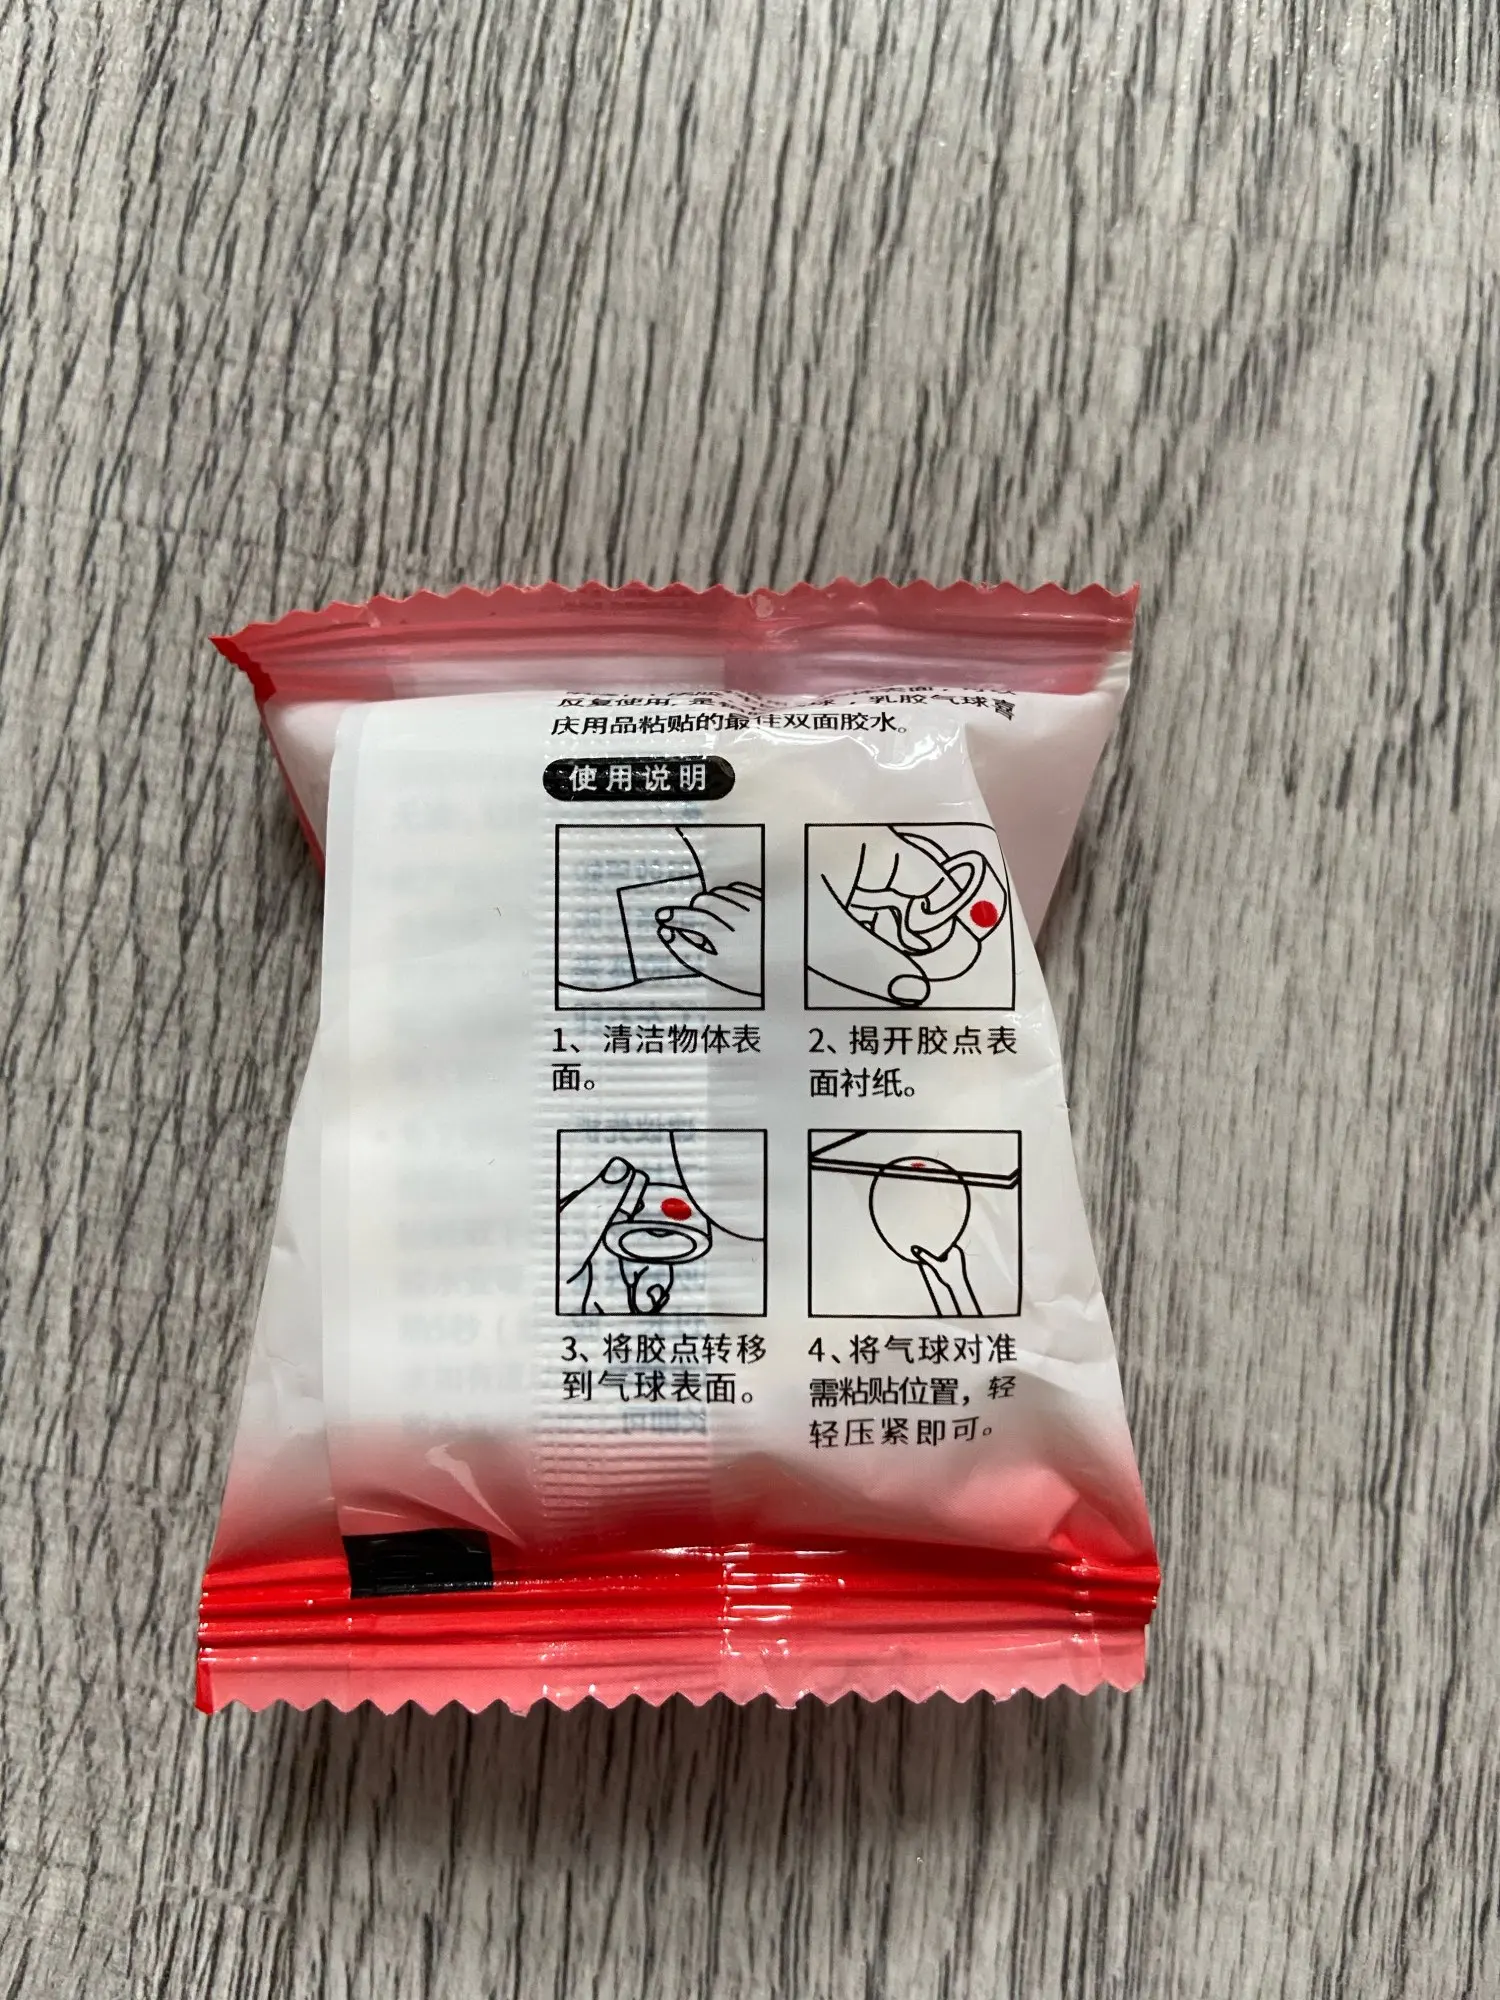 反复使用，是 球，乳胶气球喜
庆用品粘贴的最佳双面胶水。
使用说明
1、清洁物体表
面。
2、揭开胶点表
面衬纸。
3、将胶点转移
到气球表面。
4、将气球对准
需粘贴位置，轻
轻压紧即可。